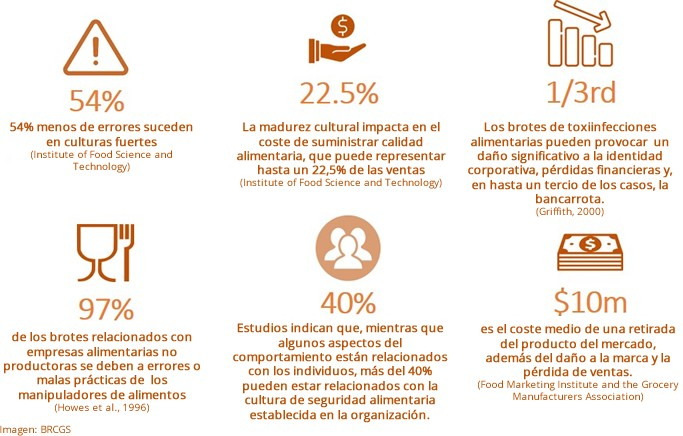 54%
54% menos de errores suceden
en culturas fuertes
(Institute of Food Science and
Technology)
$
22.5%
La madurez cultural impacta en el
coste de suministrar calidad
alimentaria, que puede representar
hasta un 22,5% de las ventas
(Institute of Food Science and Technology)
1/3rd
Los brotes de toxiinfecciones
alimentarias pueden provocar un
daño significativo a la identidad
corporativa, pérdidas financieras y,
en hasta un tercio de los casos, la
bancarrota.
(Griffith, 2000)
97%
de los brotes relacionados con
empresas alimentarias no
productoras se deben a errores o
malas prácticas de los
manipuladores de alimentos
(Howes et al., 1996)
40%
Estudios indican que, mientras que
algunos aspectos del
comportamiento están relacionados
con los individuos, más del 40%
pueden estar relacionados con la
cultura de seguridad alimentaria
establecida en la organización.
$
$10m
es el coste medio de una retirada
del producto del mercado,
además del daño a la marca y la
pérdida de ventas.
(Food Marketing Institute and the Grocery
Manufacturers Association)
Imagen: BRCGS